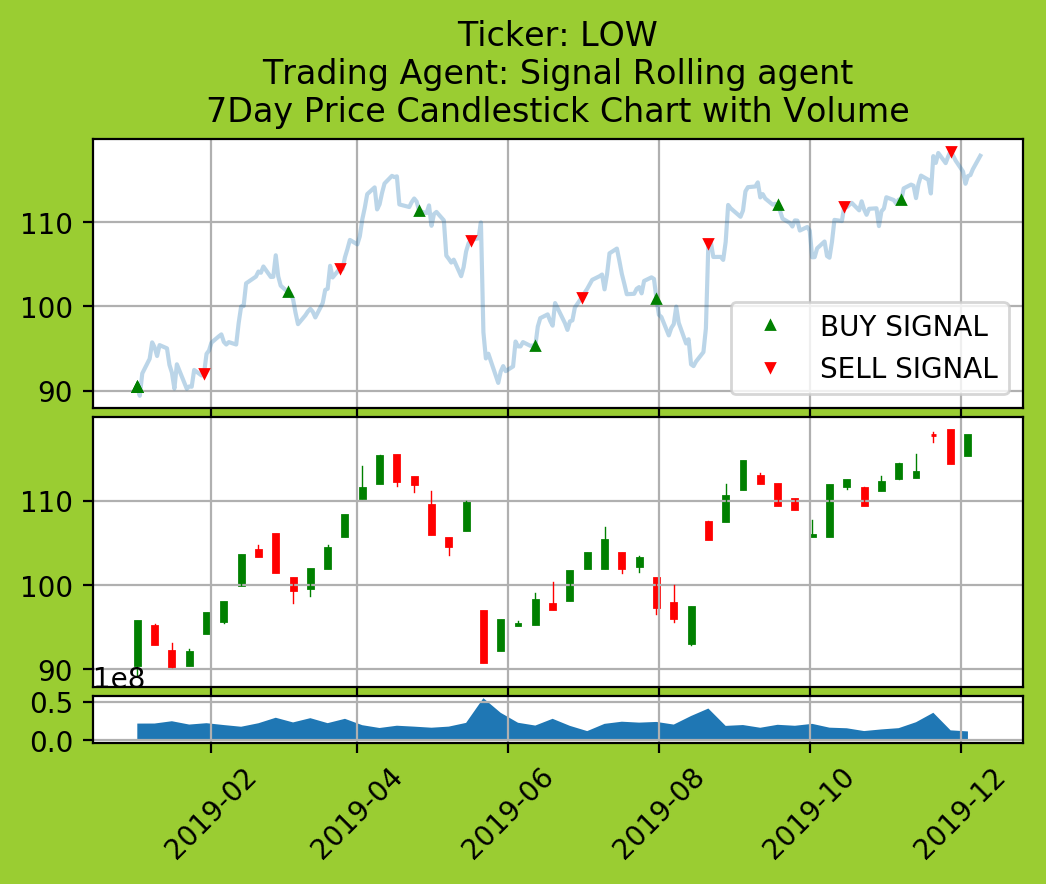 Ticker: LOW
Trading Agent: Signal Rolling agent
7Day Price Candlestick Chart with Volume
110
100
90
BUY SIGNAL
SELL SIGNAL
110
100
90
1e8
0.5
0.0
2019-02
2019-04
2019-06
2019-08
2019-10
2019-12